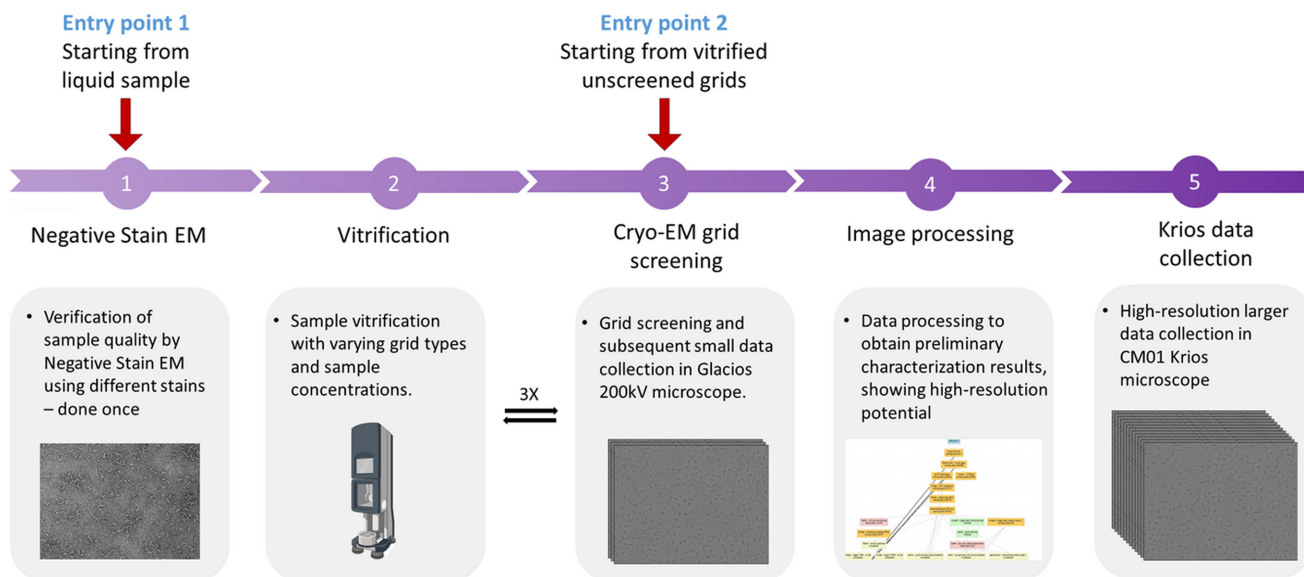 Entry point 1
Starting from
liquid sample
Entry point 2
Starting from vitrified
unscreened grids
1
2
3
4
5
Negative Stain EM
Vitrification
Cryo-EM grid
screening
Image processing
Krios data
collection
• Verification of
sample quality by
Negative Stain EM
using different stains
– done once
• Sample vitrification
with varying grid types
and sample
concentrations.
3X
• Grid screening and
subsequent small data
collection in Glacios
200kV microscope.
• Data processing to
obtain preliminary
characterization results,
showing high-resolution
potential
• High-resolution larger
data collection in
CM01 Krios
microscope